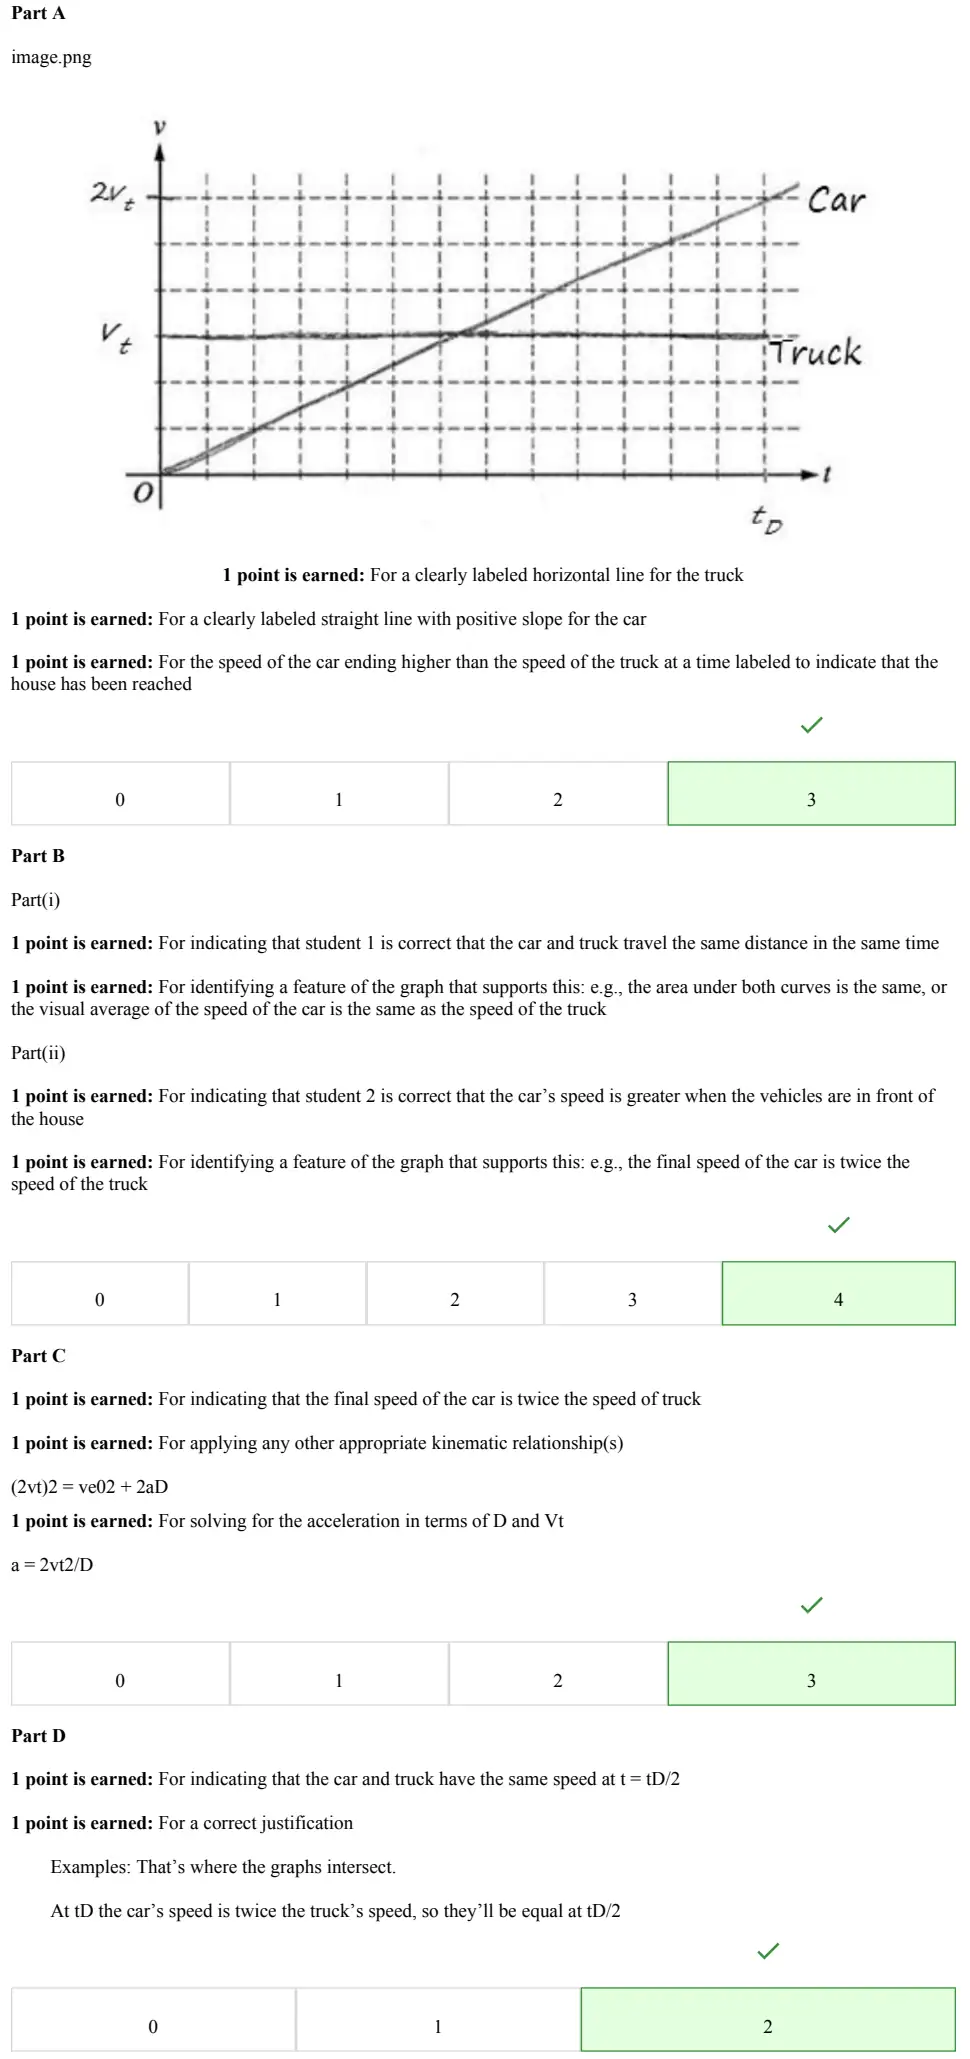 Part A
image.png
v
2Vt
Car
Vt
Truck
O
t
tD
1 point is earned: For a clearly labeled horizontal line for the truck
1 point is earned: For a clearly labeled straight line with positive slope for the car
1 point is earned: For the speed of the car ending higher than the speed of the truck at a time labeled to indicate that the
house has been reached
0 1 2 3
Part B
Part(i)
1 point is earned: For indicating that student 1 is correct that the car and truck travel the same distance in the same time
1 point is earned: For identifying a feature of the graph that supports this: e.g., the area under both curves is the same, or
the visual average of the speed of the car is the same as the speed of the truck
Part(ii)
1 point is earned: For indicating that student 2 is correct that the car’s speed is greater when the vehicles are in front of
the house
1 point is earned: For identifying a feature of the graph that supports this: e.g., the final speed of the car is twice the
speed of the truck
0 1 2 3 4
Part C
1 point is earned: For indicating that the final speed of the car is twice the speed of truck
1 point is earned: For applying any other appropriate kinematic relationship(s)
(2vt)2 = ve02 + 2aD
1 point is earned: For solving for the acceleration in terms of D and Vt
a = 2vt2/D
0 1 2 3
Part D
1 point is earned: For indicating that the car and truck have the same speed at t = tD/2
1 point is earned: For a correct justification
Examples: That’s where the graphs intersect.
At tD the car’s speed is twice the truck’s speed, so they’ll be equal at tD/2
0 1 2